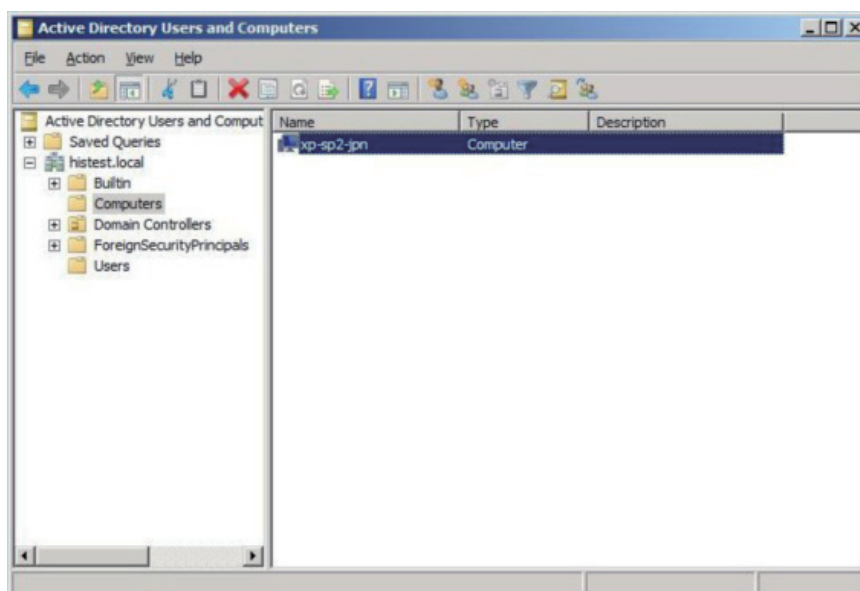 Active Directory Users and Computers
File Action View Help
Active Directory Users and Comput
Saved Queries
histest.local
Builtin
Computers
Domain Controllers
ForeignSecurityPrincipals
Users
Name Type Description
xp-sp2-jpn Computer